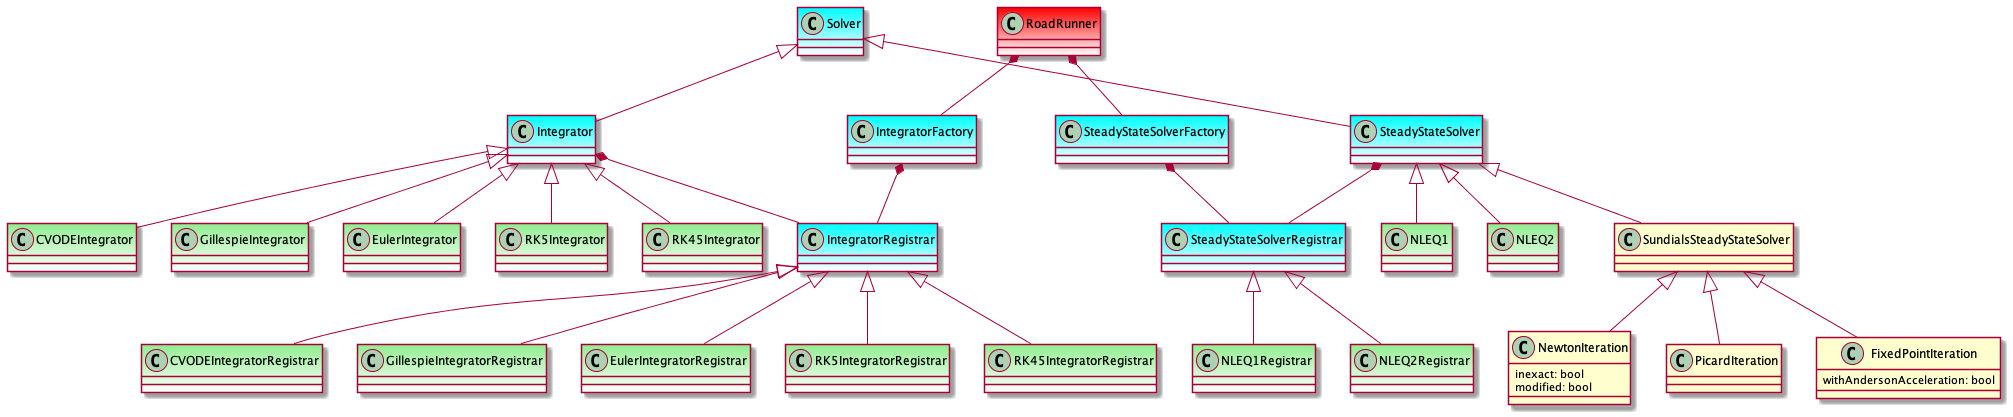 C Solver
C RoadRunner
C Integrator
C IntegratorFactory
C SteadyStateSolverFactory
C SteadyStateSolver
C CVODEIntegrator
C GillespieIntegrator
C EulerIntegrator
C RK5Integrator
C RK45Integrator
C IntegratorRegistrar
C SteadyStateSolverRegistrar
C NLEQ1
C NLEQ2
C SundialsSteadyStateSolver
C CVODEIntegratorRegistrar
C GillespieIntegratorRegistrar
C EulerIntegratorRegistrar
C RK5IntegratorRegistrar
C RK45IntegratorRegistrar
C NLEQ1Registrar
C NLEQ2Registrar
C NewtonIteration
inexact: bool
modified: bool
C PicardIteration
C FixedPointIteration
withAndersonAcceleration: bool